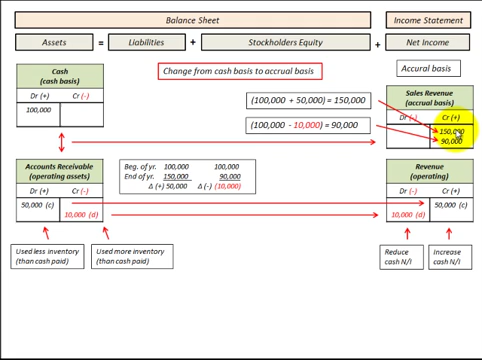 Balance Sheet
Income Statement
Assets = Liabilities + Stockholders Equity + Net Income
Cash
(cash basis)
Dr (+) Cr (-)
100,000
Change from cash basis to accrual basis
Accural basis
(100,000 + 50,000) = 150,000
(100,000 - 10,000) = 90,000
Sales Revenue
(accrual basis)
Dr (-) Cr (+)
150,000
90,000
Accounts Receivable
(operating assets)
Dr (+) Cr (-)
50,000 (c)
10,000 (d)
Beg. of yr. 100,000 100,000
End of yr. 150,000 90,000
Δ (+) 50,000 Δ (-) (10,000)
Revenue
(operating)
Dr (-) Cr (+)
50,000 (c)
10,000 (d)
Used less inventory
(than cash paid)
Used more inventory
(than cash paid)
Reduce
cash N/I
Increase
cash N/I